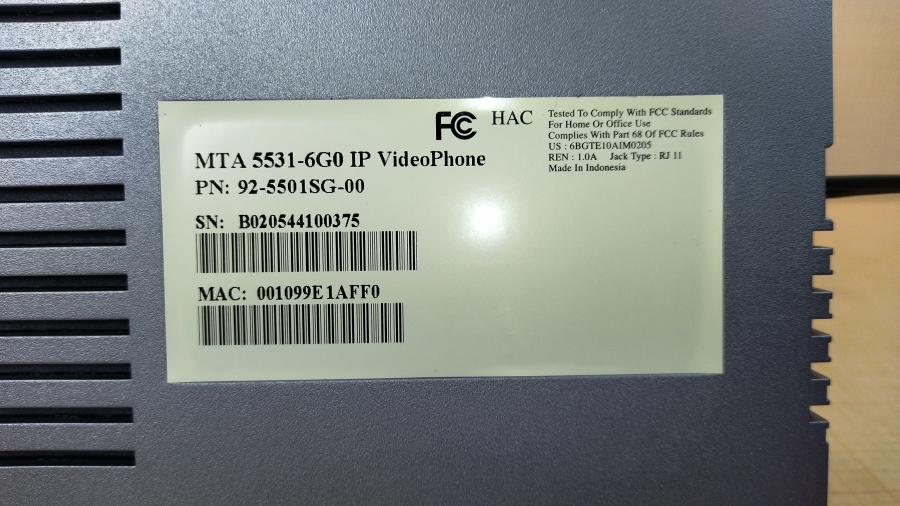 FC HAC
Tested To Comply With FCC Standards
For Home Or Office Use
Complies With Part 68 Of FCC Rules
US : 6BGTE10AIM0205
REN : 1.0A Jack Type : RJ 11
Made In Indonesia
MTA 5531-6G0 IP VideoPhone
PN: 92-5501SG-00
SN: B020544100375
MAC: 001099E1AFF0